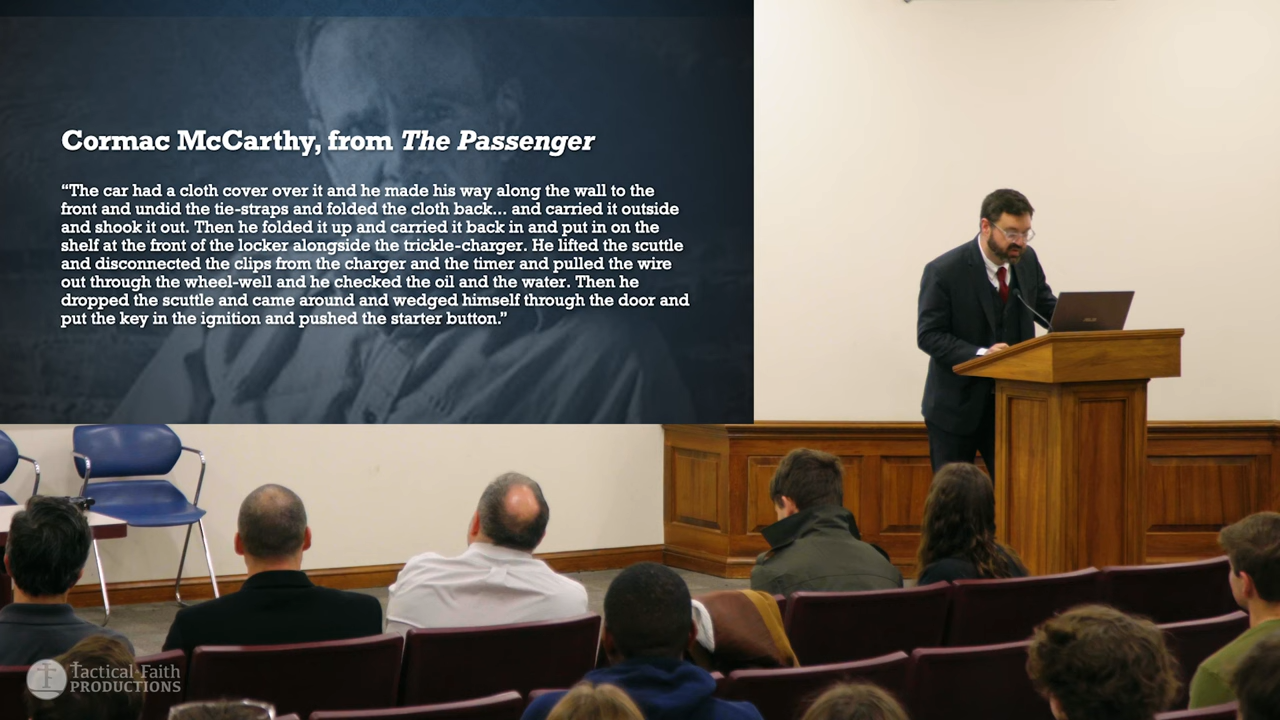 Cormac McCarthy, from The Passenger
“The car had a cloth cover over it and he made his way along the wall to the
front and undid the tie-straps and folded the cloth back... and carried it outside
and shook it out. Then he folded it up and carried it back in and put in on the
shelf at the front of the locker alongside the trickle-charger. He lifted the scuttle
and disconnected the clips from the charger and the timer and pulled the wire
out through the wheel-well and he checked the oil and the water. Then he
dropped the scuttle and came around and wedged himself through the door and
put the key in the ignition and pushed the starter button.”
ASUS
Tactical Faith
PRODUCTIONS